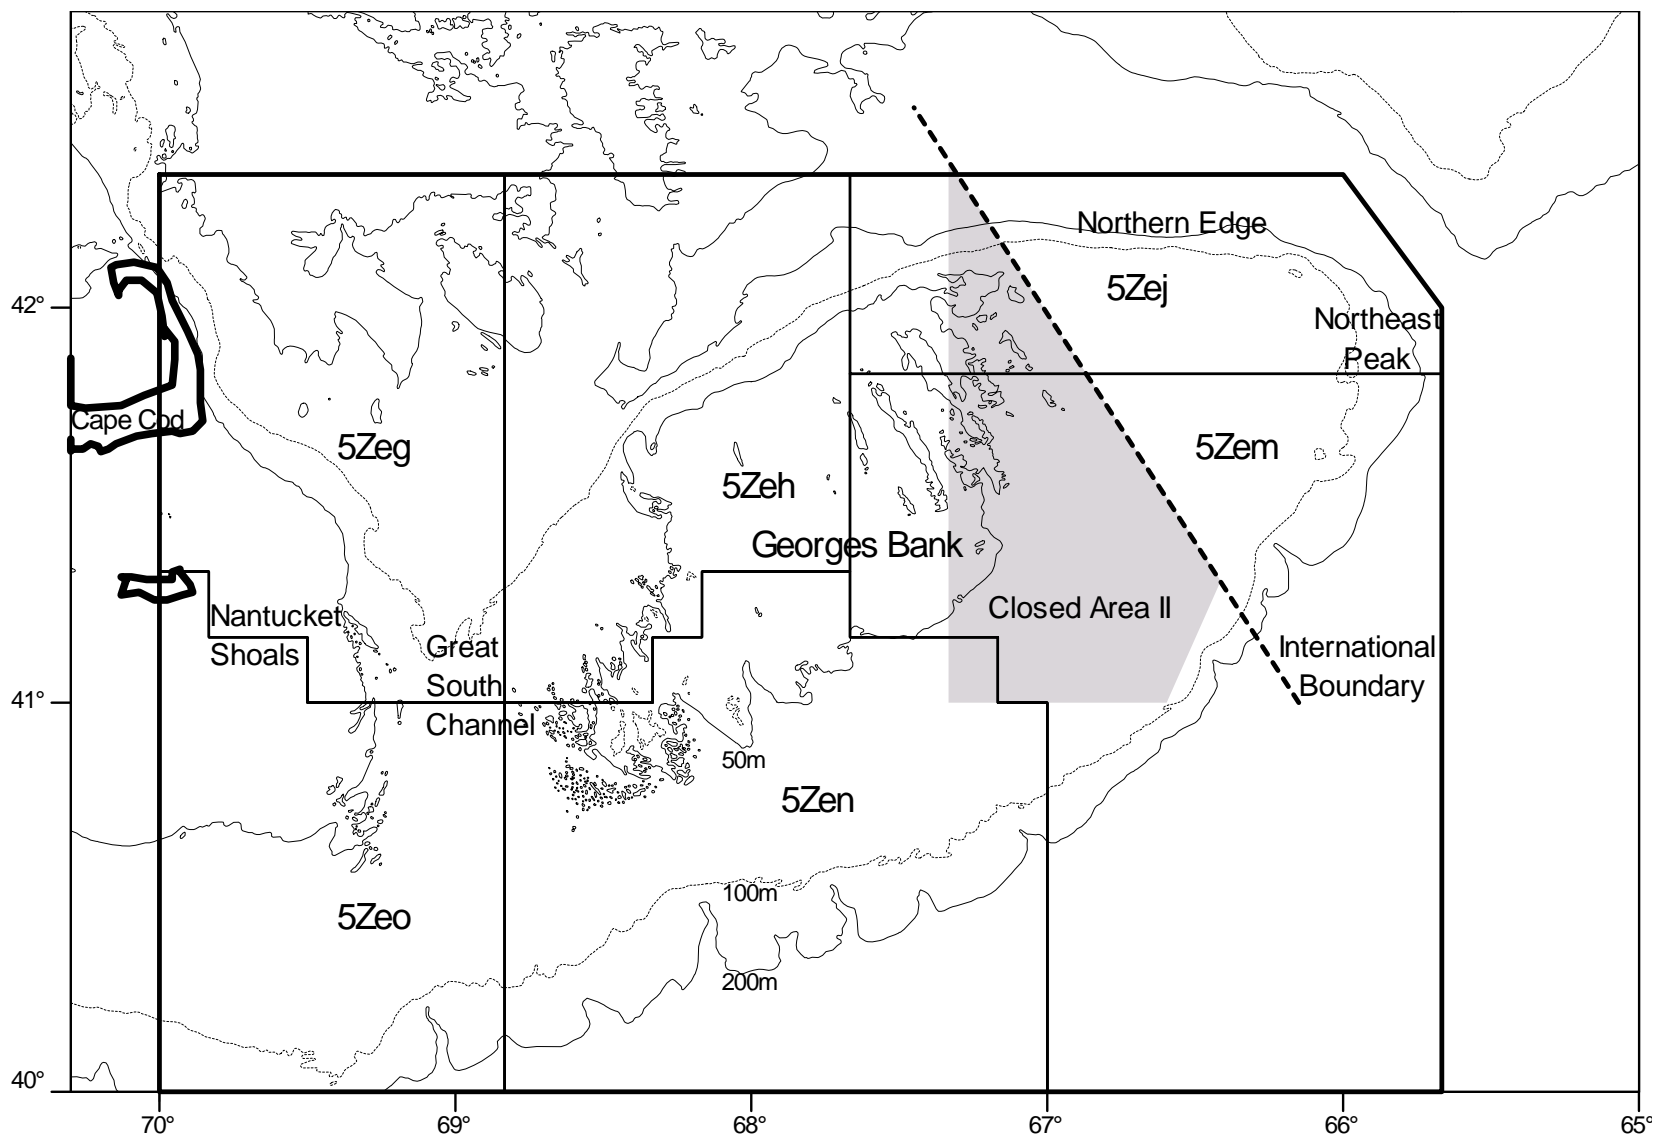 Northern Edge
5Zej
42°
Northeast
Peak
Cape Cod
5Zeg
5Zem
5Zeh
Georges Bank
Nantucket
Shoals
Closed Area II
Great
South
Channel
International
Boundary
41°
50m
5Zen
100m
5Zeo
200m
40°
70°
69°
68°
67°
66°
65°